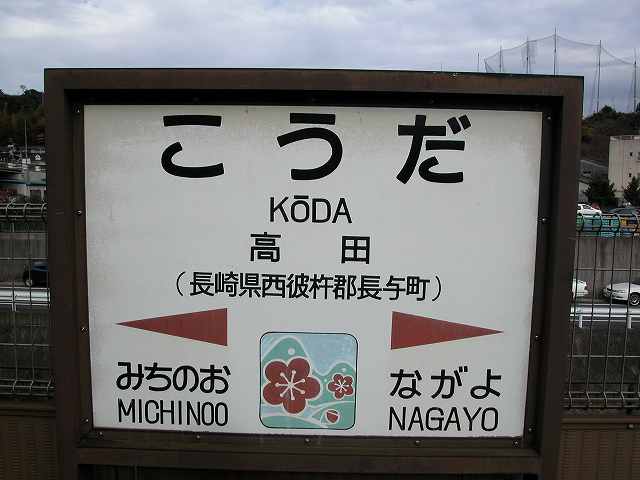 こうだ
KŌDA
高田
（長崎県西彼杵郡長与町）
みちのお ながよ
MICHINOO NAGAYO